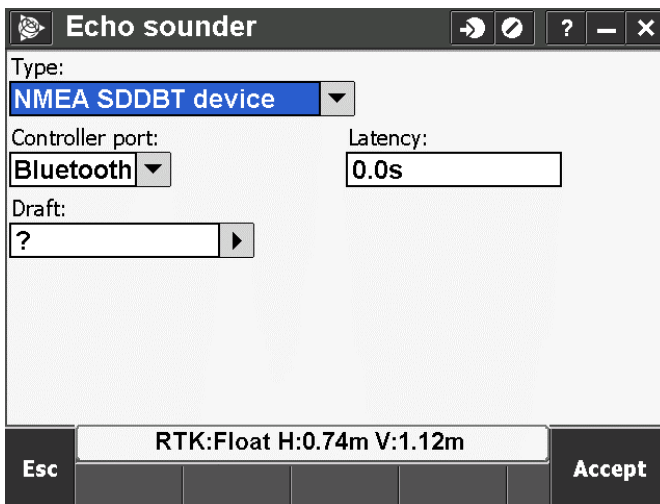 Echo sounder
?
Type:
NMEA SDDBT device
Controller port:
Latency:
Bluetooth
0.0s
Draft:
?
RTK:Float H:0.74m V:1.12m
Esc
Accept